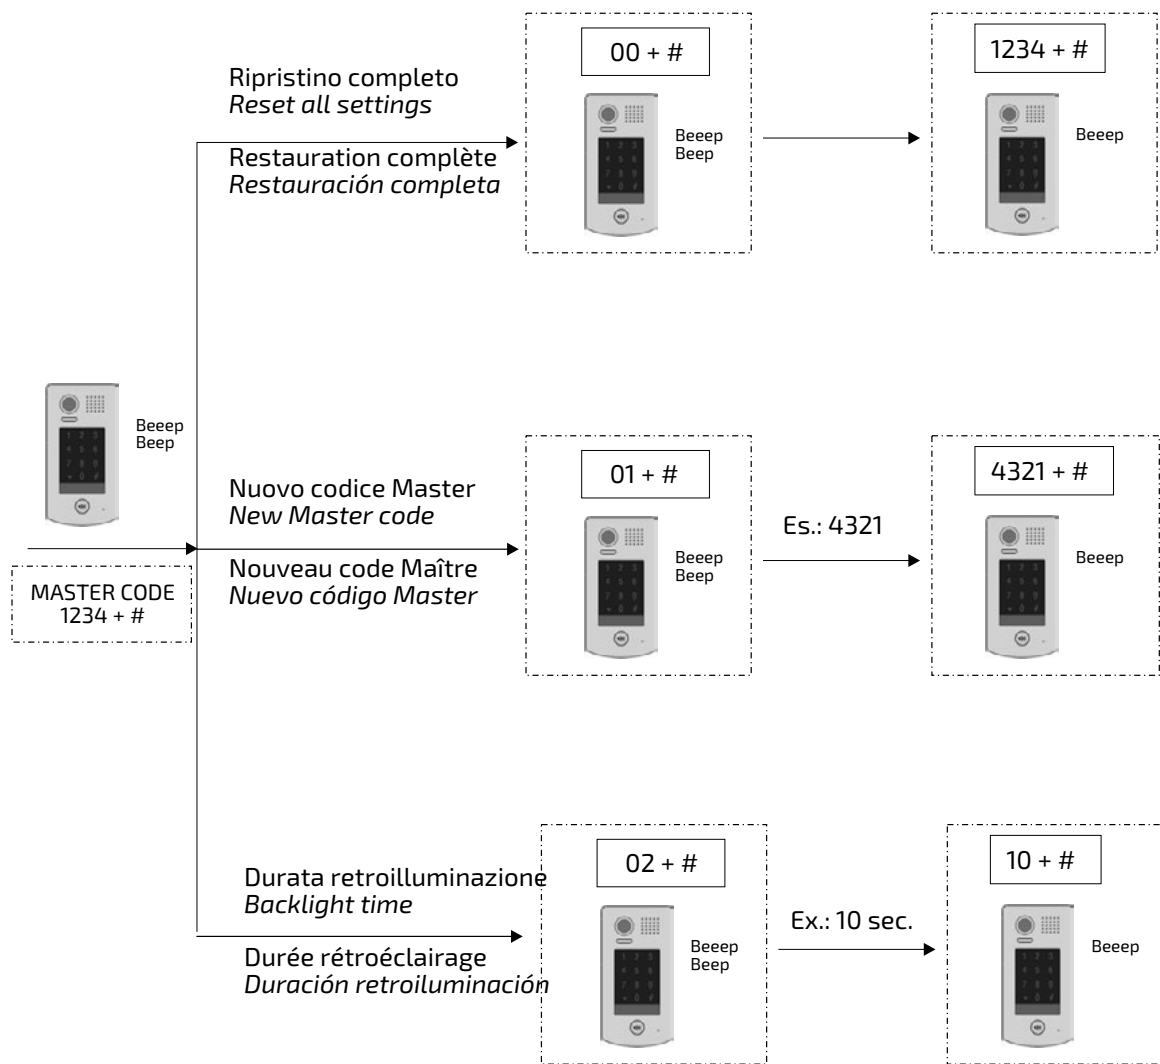 00 + #
1234 + #
Ripristino completo
Reset all settings
Beeep
Beep
Beeep
Restauration complète
Restauración completa
Beeep
Beep
MASTER CODE
1234 + #
01 + #
4321 + #
Nuovo codice Master
New Master code
Beeep
Beep
Es.: 4321
Beeep
Nouveau code Maître
Nuevo código Master
02 + #
10 + #
Durata retroilluminazione
Backlight time
Beeep
Beep
Ex.: 10 sec.
Beeep
Durée rétroéclairage
Duración retroiluminación